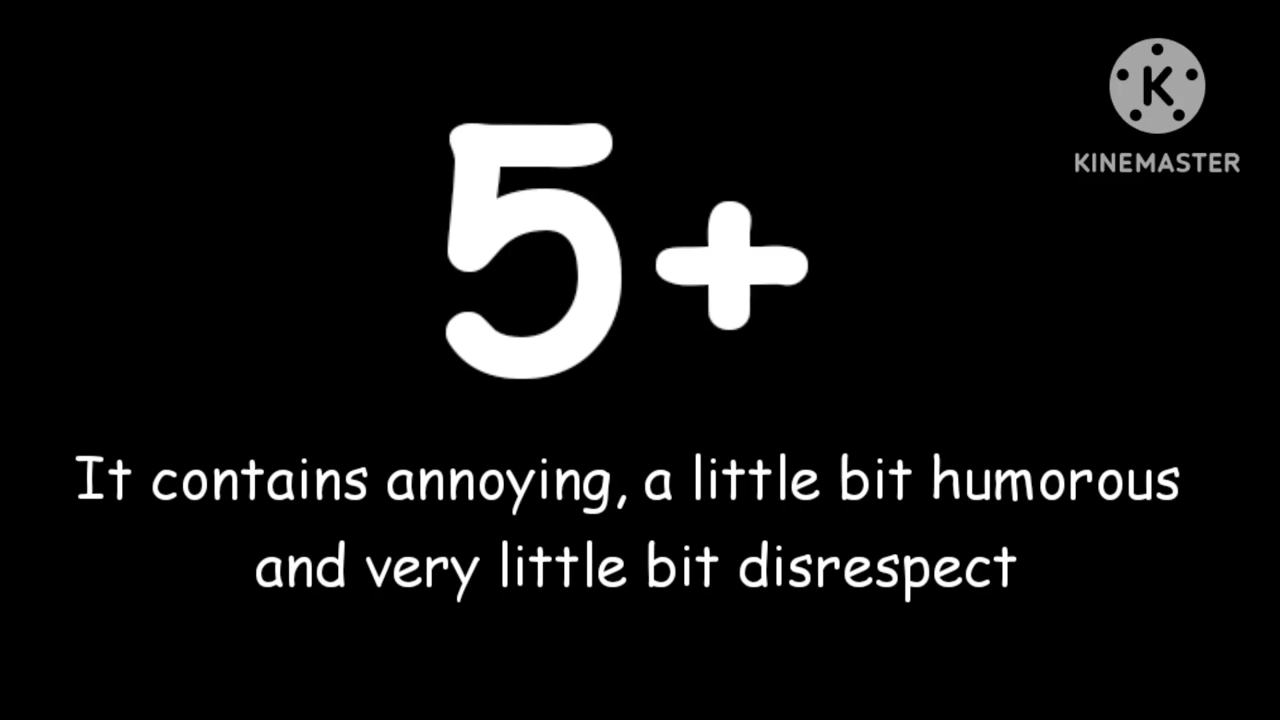 K
KINEMASTER
5+
It contains annoying, a little bit humorous
and very little bit disrespect